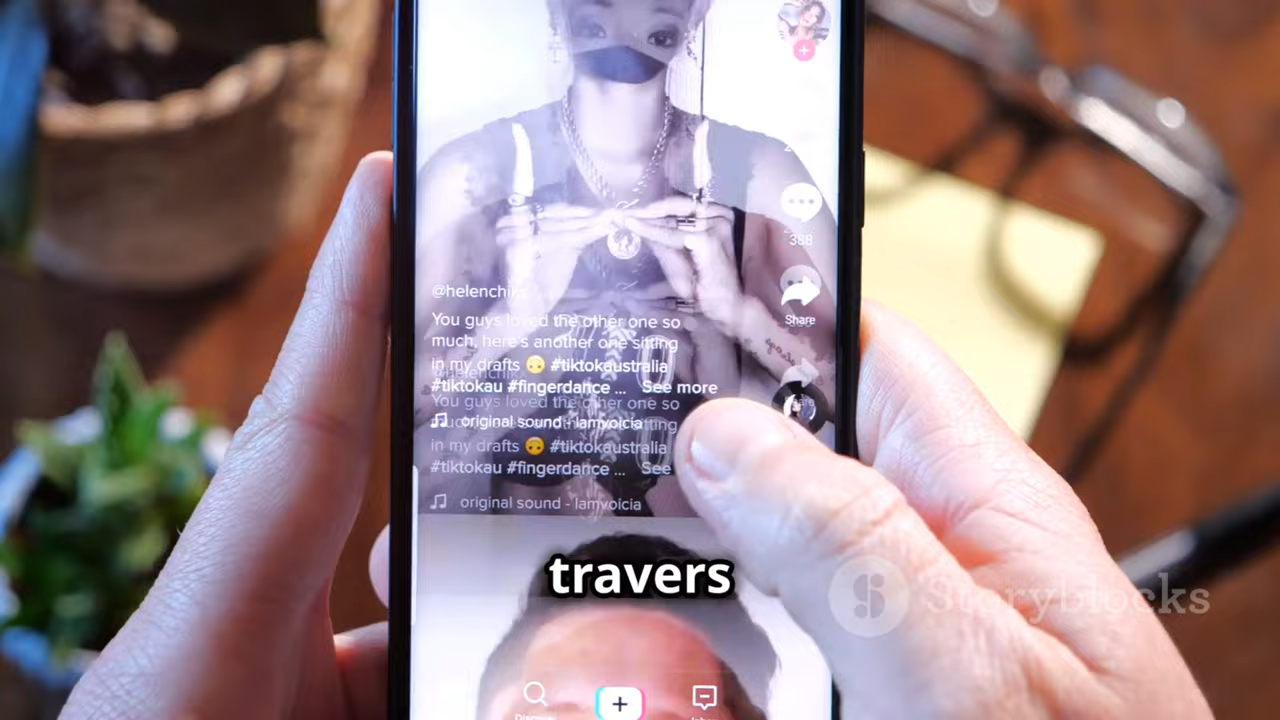 388
@helenchi
Share
You guys loved the other one so
much, here's another one sitting
in my drafts 🙃 #tiktokaustralia
#tiktokau #fingerdance ... See more
original sound - Iamvoicia
You guys loved the other one so
in my drafts 🙃 #tiktokaustralia
#tiktokau #fingerdance ... See
original sound - Iamvoicia
travers
Storyblocks